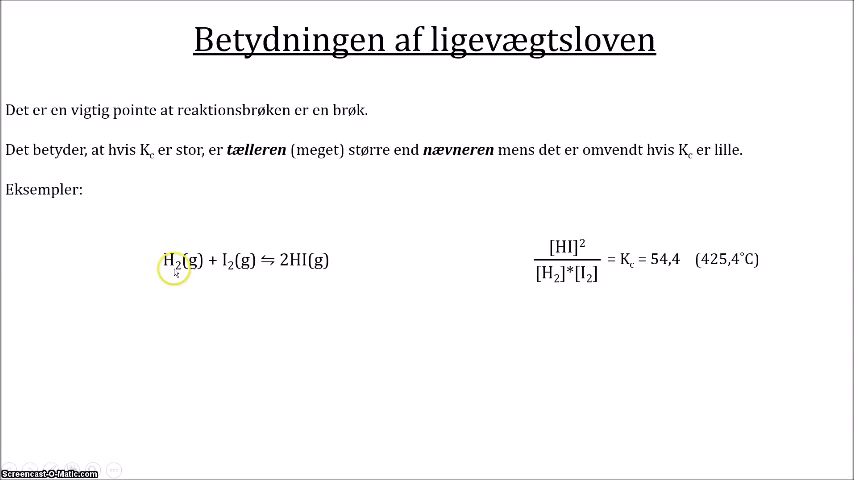 Betydningen af ligevægtsloven
Det er en vigtig pointe at reaktionsbrøken er en brøk.
Det betyder, at hvis Kc er stor, er tælleren (meget) større end nævneren mens det er omvendt hvis Kc er lille.
Eksempler:
H₂(g) + I₂(g) ⇋ 2HI(g)
[HI]²
[H₂]*[I₂]
= Kc = 54,4 (425,4°C)
Screencast-O-Matic.com